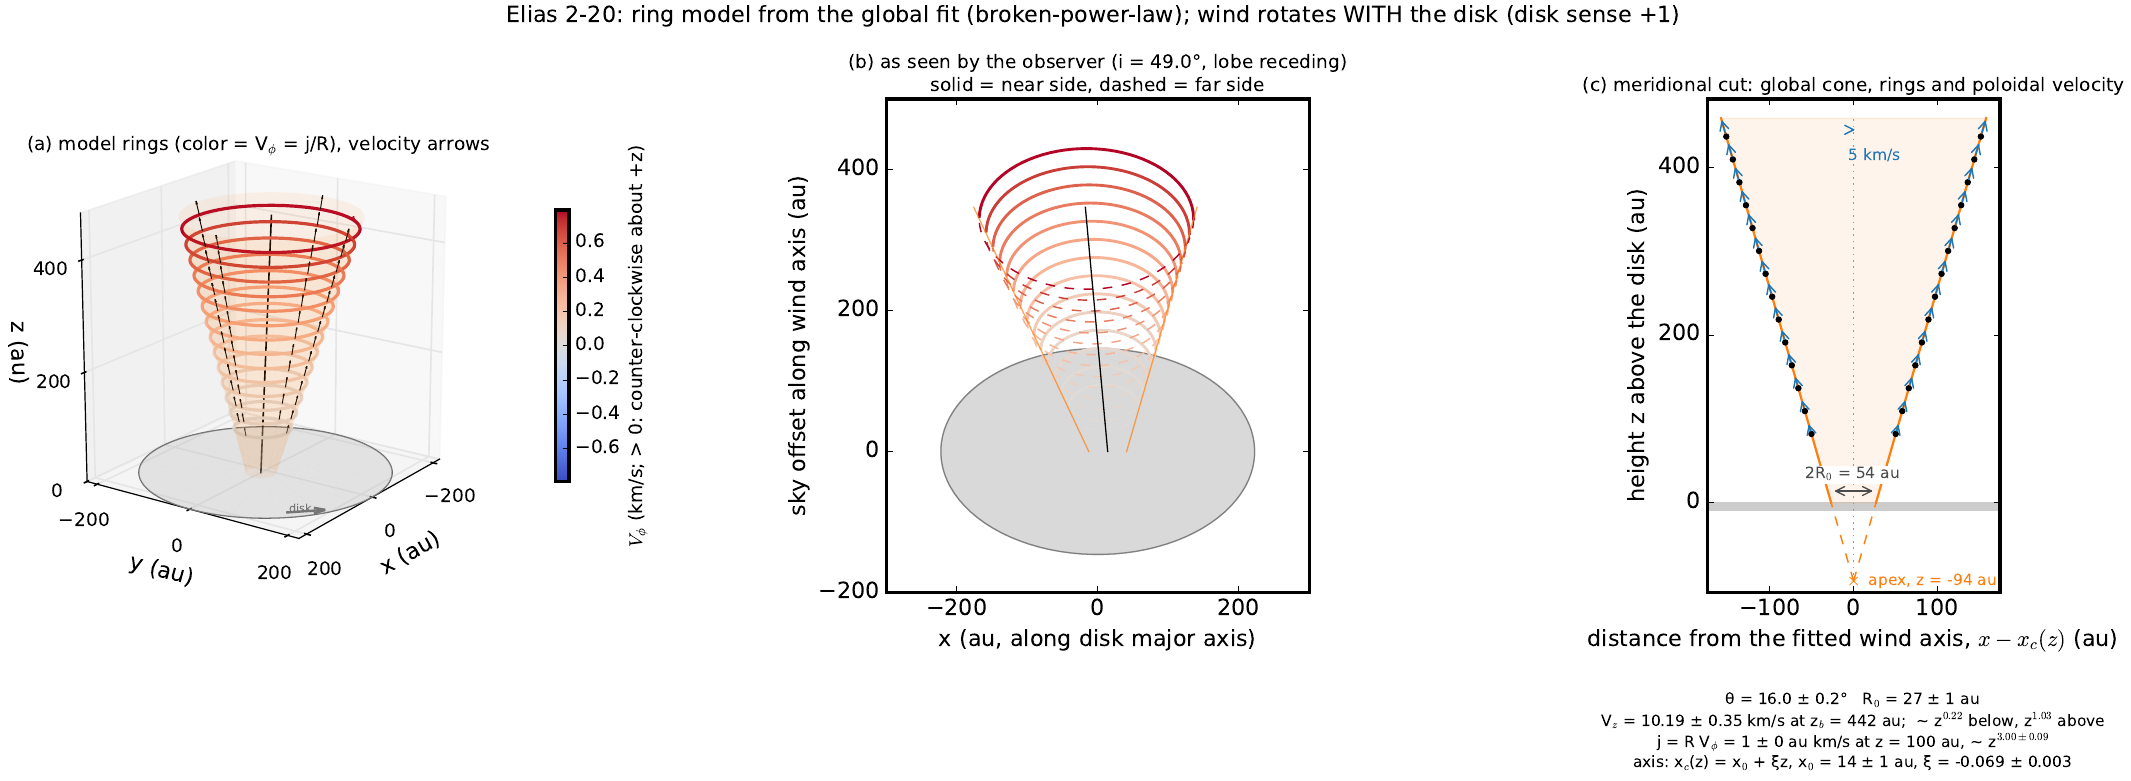 Elias 2-20: ring model from the global fit (broken-power-law); wind rotates WITH the disk (disk sense +1)
(a) model rings (color = Vϕ = j/R), velocity arrows
400
200
0
z (au)
−200
0
200
y (au)
200
0
−200
x (au)
disk
0.6
0.4
0.2
0.0
−0.2
−0.4
−0.6
Vϕ (km/s; > 0: counter-clockwise about +z)
(b) as seen by the observer (i = 49.0°, lobe receding)
solid = near side, dashed = far side
400
200
0
−200
sky offset along wind axis (au)
−200
0
200
x (au, along disk major axis)
(c) meridional cut: global cone, rings and poloidal velocity
5 km/s
400
200
0
height z above the disk (au)
2R₀ = 54 au
apex, z = -94 au
−100
0
100
distance from the fitted wind axis, x − x_c(z) (au)
θ = 16.0 ± 0.2° R₀ = 27 ± 1 au
V_z = 10.19 ± 0.35 km/s at z_b = 442 au; ~ z^0.22 below, z^1.03 above
j = R Vϕ = 1 ± 0 au km/s at z = 100 au, ~ z^3.00±0.09
axis: x_c(z) = x₀ + ξz, x₀ = 14 ± 1 au, ξ = -0.069 ± 0.003